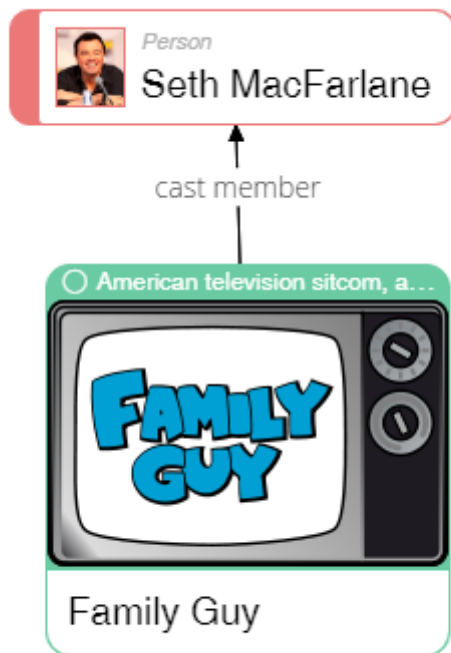 Person
Seth MacFarlane
cast member
American television sitcom, a...
FAMILY
GUY
Family Guy